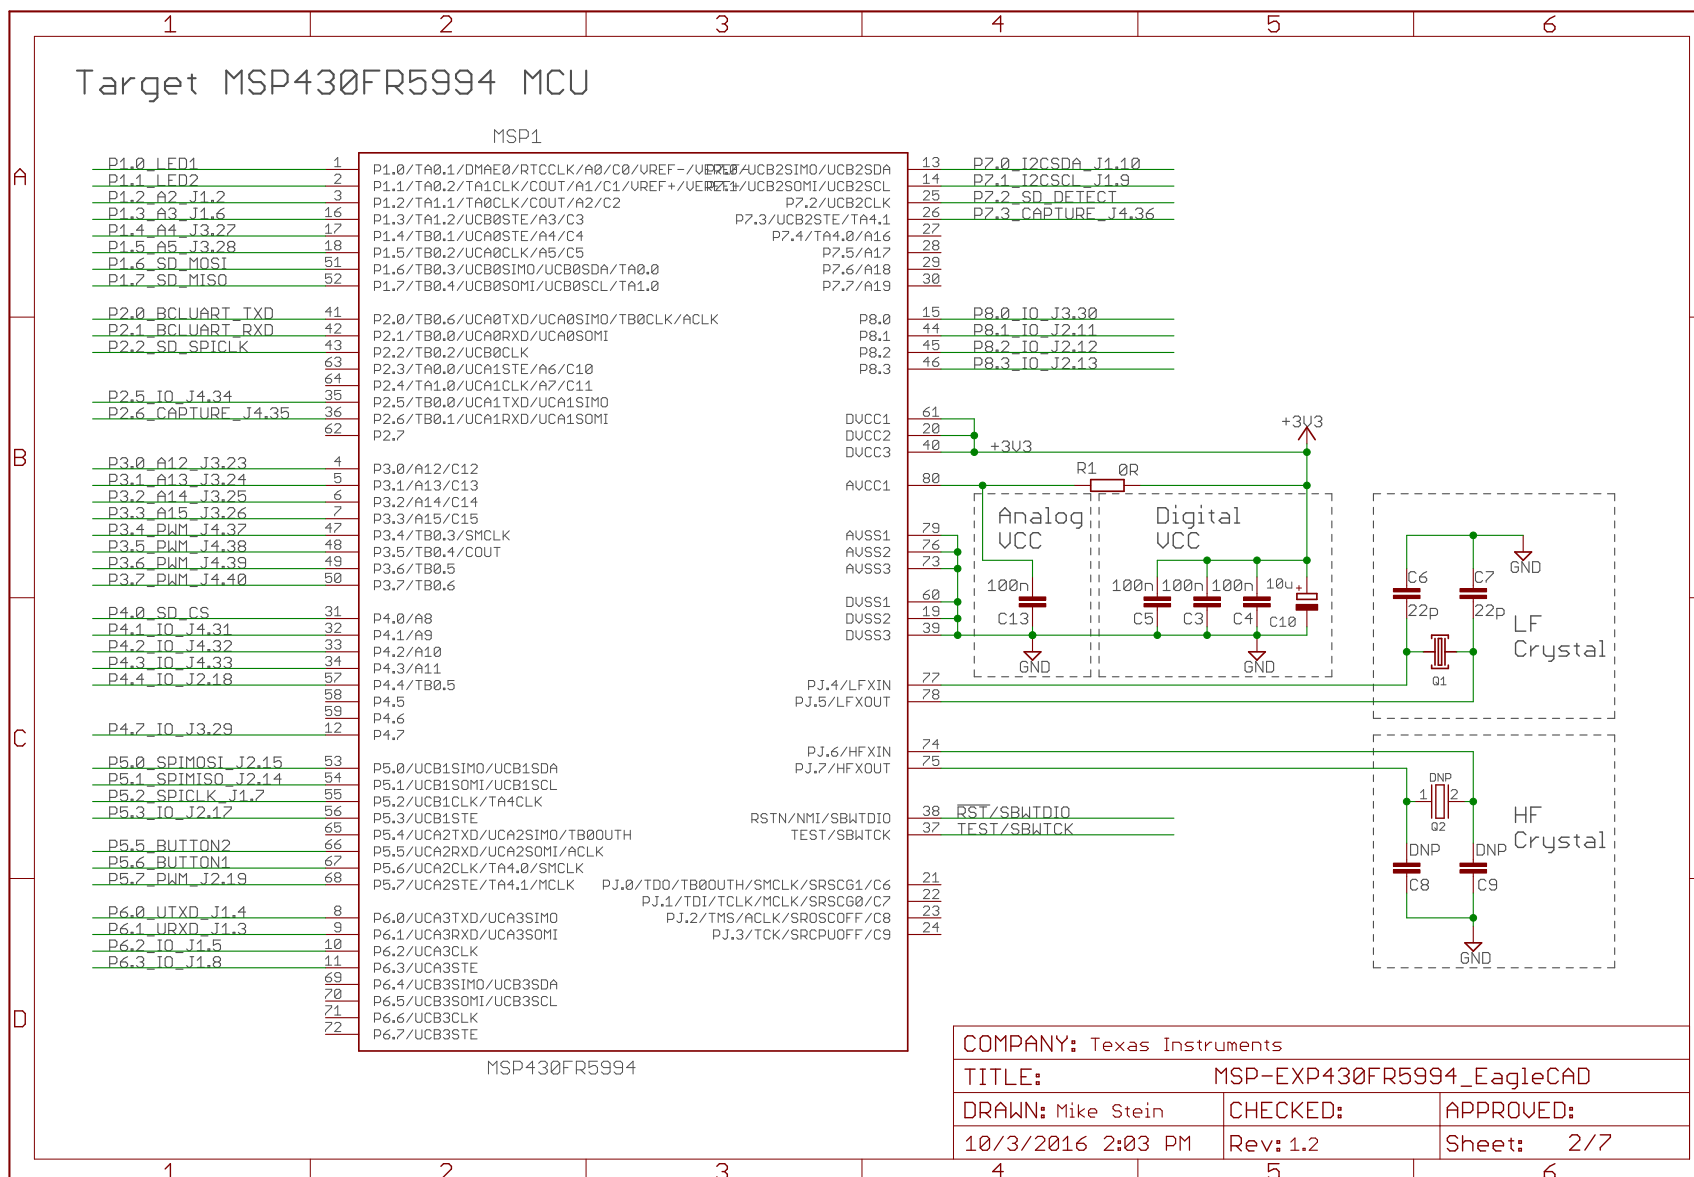 1 2 3 4 5 6
Target MSP430FR5994 MCU
MSP1
A
B
C
D
P1.0_LED1 1 P1.0/TA0.1/DMAE0/RTCCLK/A0/C0/VREF-/
P1.1_LED2 2 P1.1/TA0.2/TA1CLK/COUT/A1/C1/VREF+/
P1.2_A2_J1.2 3 P1.2/TA1.1/TA0CLK/COUT/A2/C2
P1.3_A3_J1.6 16 P1.3/TA1.2/UCB0STE/A3/C3
P1.4_A4_J3.27 17 P1.4/TB0.1/UCA0STE/A4/C4
P1.5_A5_J3.28 18 P1.5/TB0.2/UCA0CLK/A5/C5
P1.6_SD_MOSI 51 P1.6/TB0.3/UCB0SIMO/UCB0SDA/TA0.0
P1.7_SD_MISO 52 P1.7/TB0.4/UCB0SOMI/UCB0SCL/TA1.0
P2.0_BCLUART_TXD 41 P2.0/TB0.6/UCA0TXD/UCA0SIMO/TB0CLK/ACLK
P2.1_BCLUART_RXD 42 P2.1/TB0.0/UCA0RXD/UCA0SOMI
P2.2_SD_SPICLK 43 P2.2/TB0.2/UCB0CLK
63 P2.3/TA0.0/UCA1STE/A6/C10
64 P2.4/TA1.0/UCA1CLK/A7/C11
P2.5_IO_J4.34 35 P2.5/TB0.0/UCA1TXD/UCA1SIMO
P2.6_CAPTURE_J4.35 36 P2.6/TB0.1/UCA1RXD/UCA1SOMI
62 P2.7
P3.0_A12_J3.23 4 P3.0/A12/C12
P3.1_A13_J3.24 5 P3.1/A13/C13
P3.2_A14_J3.25 6 P3.2/A14/C14
P3.3_A15_J3.26 7 P3.3/A15/C15
P3.4_PWM_J4.37 47 P3.4/TB0.3/SMCLK
P3.5_PWM_J4.38 48 P3.5/TB0.4/COUT
P3.6_PWM_J4.39 49 P3.6/TB0.5
P3.7_PWM_J4.40 50 P3.7/TB0.6
P4.0_SD_CS 31 P4.0/A8
P4.1_IO_J4.31 32 P4.1/A9
P4.2_IO_J4.32 33 P4.2/A10
P4.3_IO_J4.33 34 P4.3/A11
P4.4_IO_J2.18 57 P4.4/TB0.5
58 P4.5
59 P4.6
P4.7_IO_J3.29 12 P4.7
P5.0_SPIMOSI_J2.15 53 P5.0/UCB1SIMO/UCB1SDA
P5.1_SPIMISO_J2.14 54 P5.1/UCB1SOMI/UCB1SCL
P5.2_SPICLK_J1.7 55 P5.2/UCB1CLK/TA4CLK
P5.3_IO_J2.17 56 P5.3/UCB1STE
65 P5.4/UCA2TXD/UCA2SIMO/TB0OUTH
P5.5_BUTTON2 66 P5.5/UCA2RXD/UCA2SOMI/ACLK
P5.6_BUTTON1 67 P5.6/UCA2CLK/TA4.0/SMCLK
P5.7_PWM_J2.19 68 P5.7/UCA2STE/TA4.1/MCLK
P6.0_UTXD_J1.4 8 P6.0/UCA3TXD/UCA3SIMO
P6.1_URXD_J1.3 9 P6.1/UCA3RXD/UCA3SOMI
P6.2_IO_J1.5 10 P6.2/UCA3CLK
P6.3_IO_J1.8 11 P6.3/UCA3STE
69 P6.4/UCB3SIMO/UCB3SDA
70 P6.5/UCB3SOMI/UCB3SCL
71 P6.6/UCB3CLK
72 P6.7/UCB3STE
MSP430FR5994
/UCB2SIMO/UCB2SDA 13 P7.0_I2CSDA_J1.10
/UCB2SOMI/UCB2SCL 14 P7.1_I2CSCL_J1.9
P7.2/UCB2CLK 25 P7.2_SD_DETECT
P7.3/UCB2STE/TA4.1 26 P7.3_CAPTURE_J4.36
P7.4/TA4.0/A16 27
P7.5/A17 28
P7.6/A18 29
P7.7/A19 30
P8.0 15 P8.0_IO_J3.30
P8.1 44 P8.1_IO_J2.11
P8.2 45 P8.2_IO_J2.12
P8.3 46 P8.3_IO_J2.13
DVCC1 61
DVCC2 20
DVCC3 40 +3V3
+3V3
AVCC1 80
R1 0R
AVSS1 79
AVSS2 76
AVSS3 73
DVSS1 60
DVSS2 19
DVSS3 39
Analog
VCC
100n
C13
GND
Digital
VCC
100n 100n 100n 10u +
C5 C3 C4 C10
GND
PJ.4/LFXIN 77
PJ.5/LFXOUT 78
GND
C6 C7
22p 22p
LF
Crystal
Q1
PJ.6/HFXIN 74
PJ.7/HFXOUT 75
DNP
1 2
Q2
HF
Crystal
DNP DNP
C8 C9
GND
RSTN/NMI/SBWTDIO 38 RST/SBWTDIO
TEST/SBWTCK 37 TEST/SBWTCK
PJ.0/TDO/TB0OUTH/SMCLK/SRSCG1/C6 21
PJ.1/TDI/TCLK/MCLK/SRSCG0/C7 22
PJ.2/TMS/ACLK/SROSCOFF/C8 23
PJ.3/TCK/SRCPUOFF/C9 24
COMPANY: Texas Instruments
TITLE: MSP-EXP430FR5994_EagleCAD
DRAWN: Mike Stein CHECKED: APPROVED:
10/3/2016 2:03 PM Rev: 1.2 Sheet: 2/7
1 2 3 4 5 6